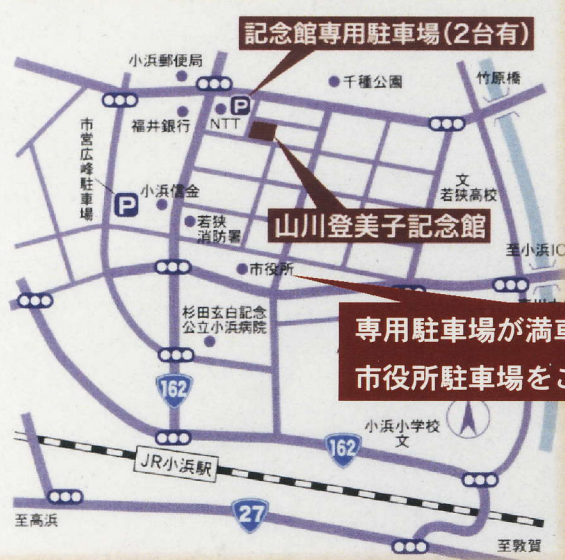 記念館専用駐車場(2台有)
小浜郵便局
千種公園
竹原橋
P
福井銀行
NTT
市営広峰駐車場
文
若狭高校
小浜信金
P
若狭
消防署
山川登美子記念館
至小浜IC
市役所
杉田玄白記念
公立小浜病院
専用駐車場が満車
市役所駐車場をご
162
小浜小学校
文
162
JR小浜駅
27
至高浜
至敦賀